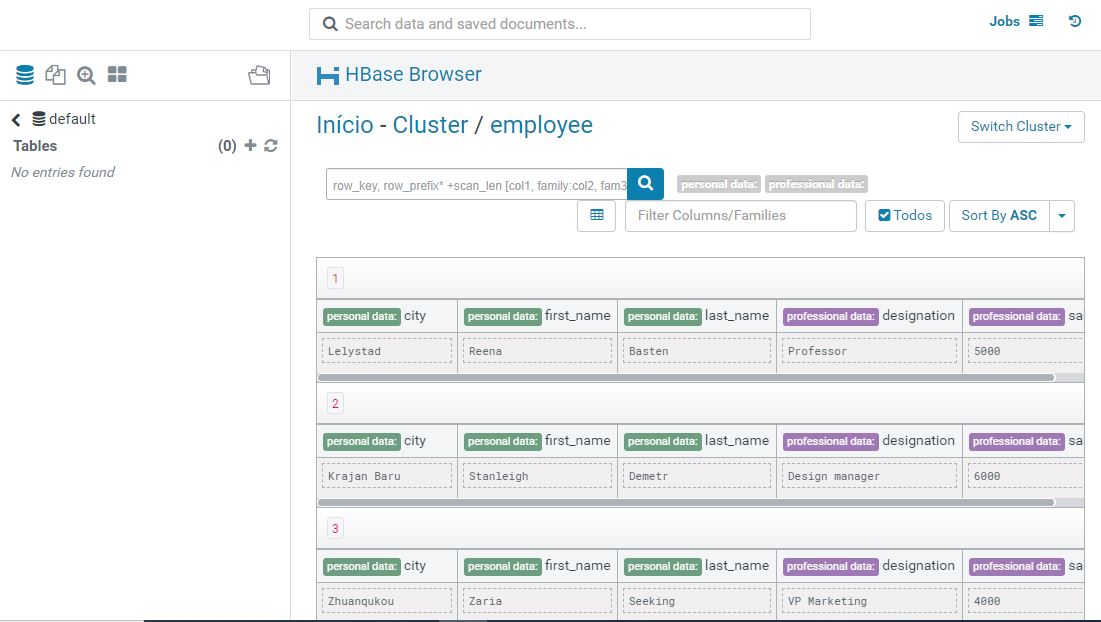 Search data and saved documents...
Jobs
HBase Browser
default
Início - Cluster / employee
Switch Cluster
Tables (0)
No entries found
row_key, row_prefix* +scan_len [col1, family:col2, fam3
personal data: professional data:
Filter Columns/Families
Todos
Sort By ASC
1
personal data: city personal data: first_name personal data: last_name professional data: designation professional data: sa
Lelystad Reena Basten Professor 5000
2
personal data: city personal data: first_name personal data: last_name professional data: designation professional data: sa
Krajan Baru Stanleigh Demetr Design manager 6000
3
personal data: city personal data: first_name personal data: last_name professional data: designation professional data: sa
Zhuanqukou Zaria Seeking VP Marketing 4000